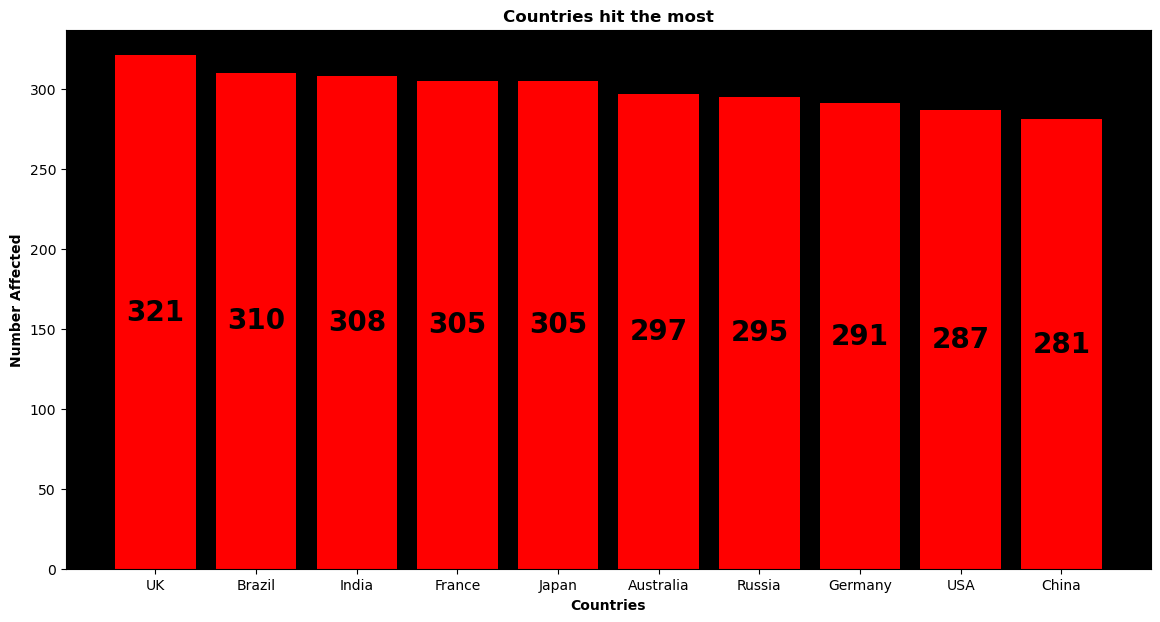 Countries hit the most
Number Affected
300
250
200
150
100
50
0
321
310
308
305
305
297
295
291
287
281
UK
Brazil
India
France
Japan
Australia
Russia
Germany
USA
China
Countries